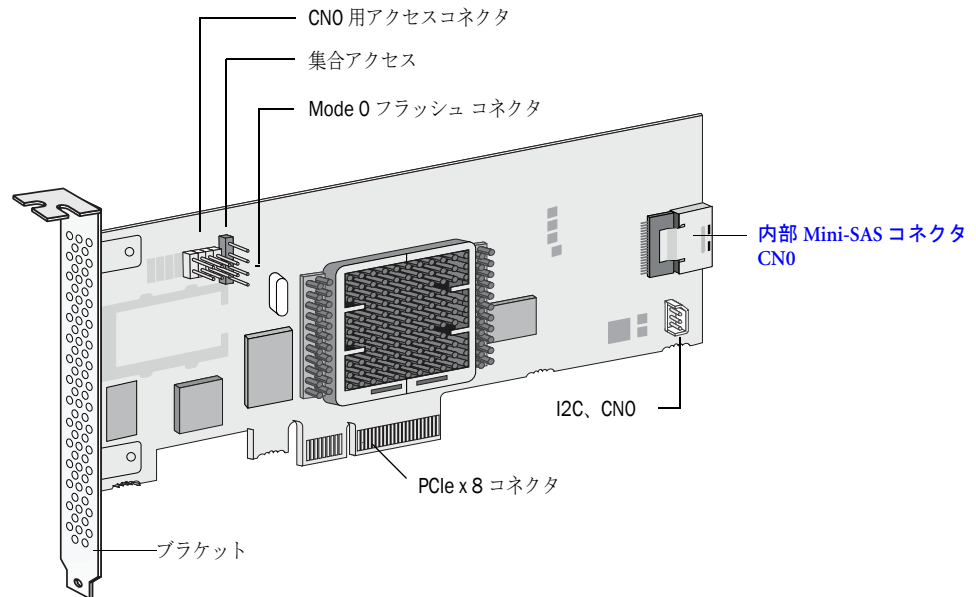 CN0 用アクセスコネクタ
集合アクセス
Mode 0 フラッシュ コネクタ
内部 Mini-SAS コネクタ
CN0
I2C、CN0
PCIe x 8 コネクタ
ブラケット